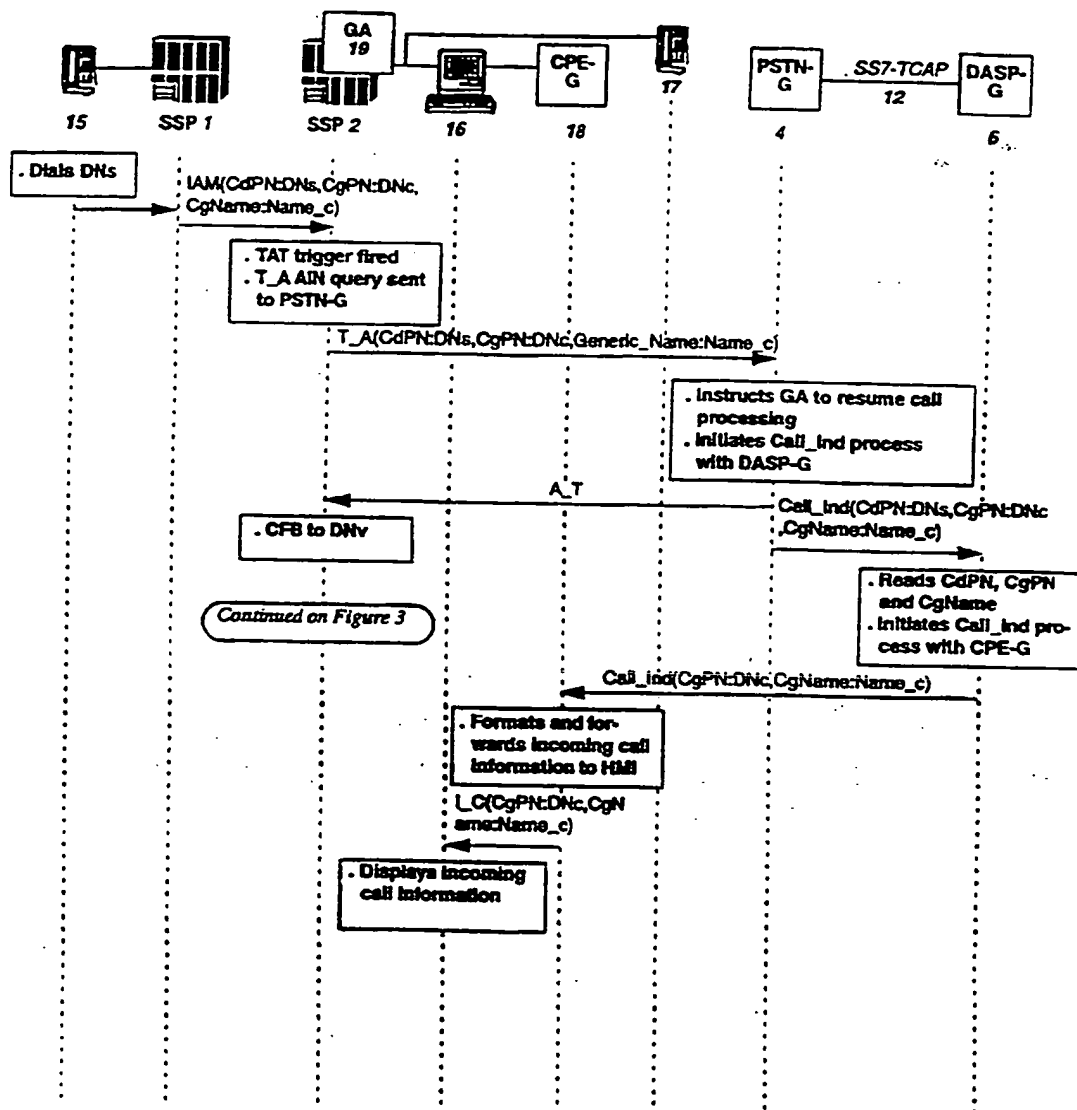 GA
19
CPE-
G
PSTN-
G
SS7-TCAP
12
DASP-
G
15
SSP 1
SSP 2
16
18
17
4
6
. Dials DNs
IAM(CdPN:DNs,CgPN:DNc,
CgName:Name_c)
. TAT trigger fired
. T_A AIN query sent
to PSTN-G
T_A(CdPN:DNs,CgPN:DNc,Generic_Name:Name_c)
. Instructs GA to resume call
processing
. Initiates Call_Ind process
with DASP-G
A_T
. CFB to DNv
Call_Ind(CdPN:DNs,CgPN:DNc
,CgName:Name_c)
. Reads CdPN, CgPN
and CgName
. Initiates Call_Ind pro-
cess with CPE-G
Continued on Figure 3
Call_Ind(CgPN:DNc,CgName:Name_c)
. Formats and for-
wards incoming call
information to HMI
I_C(CgPN:DNc,CgN
ame:Name_c)
. Displays incoming
call information